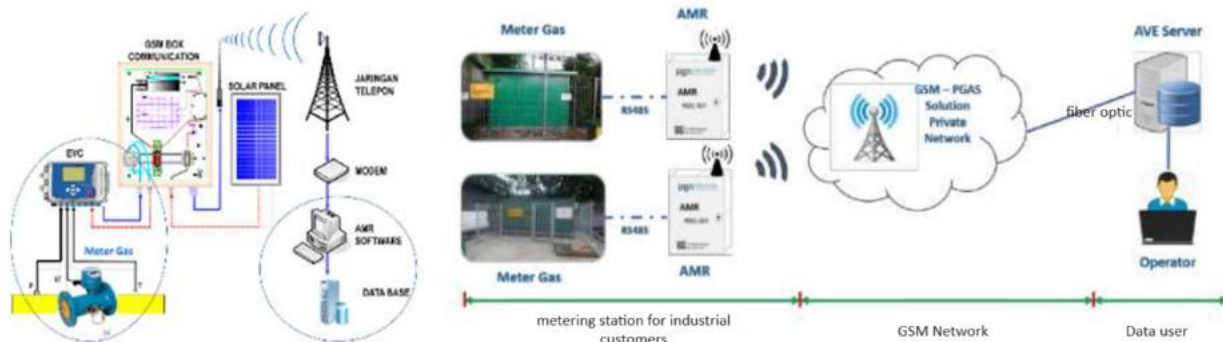 GSM BOX
COMMUNICATION
SOLAR PANEL
JARINGAN
TELEPON
EVC
MODEM
AMR
SOFTWARE
Meter Gas
P
T
DATA BASE
Meter Gas
AMR
RS485
AMR
GSM – PGAS
Solution
Private
Network
fiber optic
AVE Server
RS485
AMR
Meter Gas
AMR
Operator
metering station for industrial
customers
GSM Network
Data user